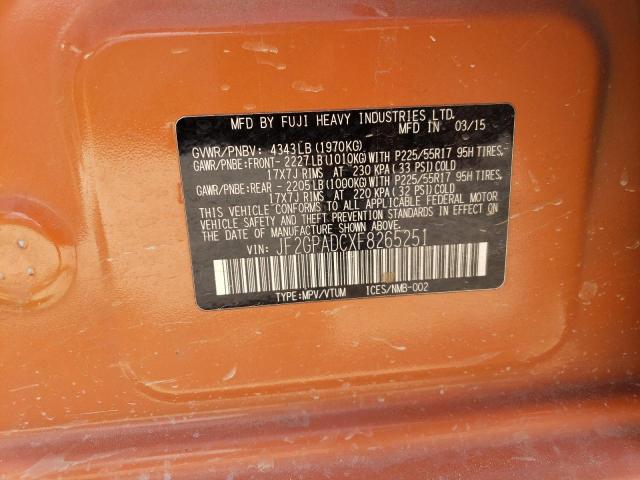 MFD BY FUJI HEAVY INDUSTRIES LTD.
MFD. IN 03/15
GVWR/PNBV: 4343LB (1970KG)
GAWR/PNBE:FRONT- 2227LB(1010KG)WITH P225/55R17 95H TIRES,-
17X7J RIMS AT 230 KPA(33 PSI)COLD
GAWR/PNBE:REAR - 2205LB(1000KG)WITH P225/55R17 95H TIRES,-
17X7J RIMS AT 220 KPA(32 PSI)COLD
THIS VEHICLE CONFORMS TO ALL APPLICABLE FEDERAL MOTOR
VEHICLE SAFETY, BUMPER, AND THEFT PREVENTION STANDARDS
IN EFFECT ON THE DATE OF MANUFACTURE SHOWN ABOVE.
VIN: JF2GPADCXF8265251
TYPE:MPV/VTUM ICES/NMB-002